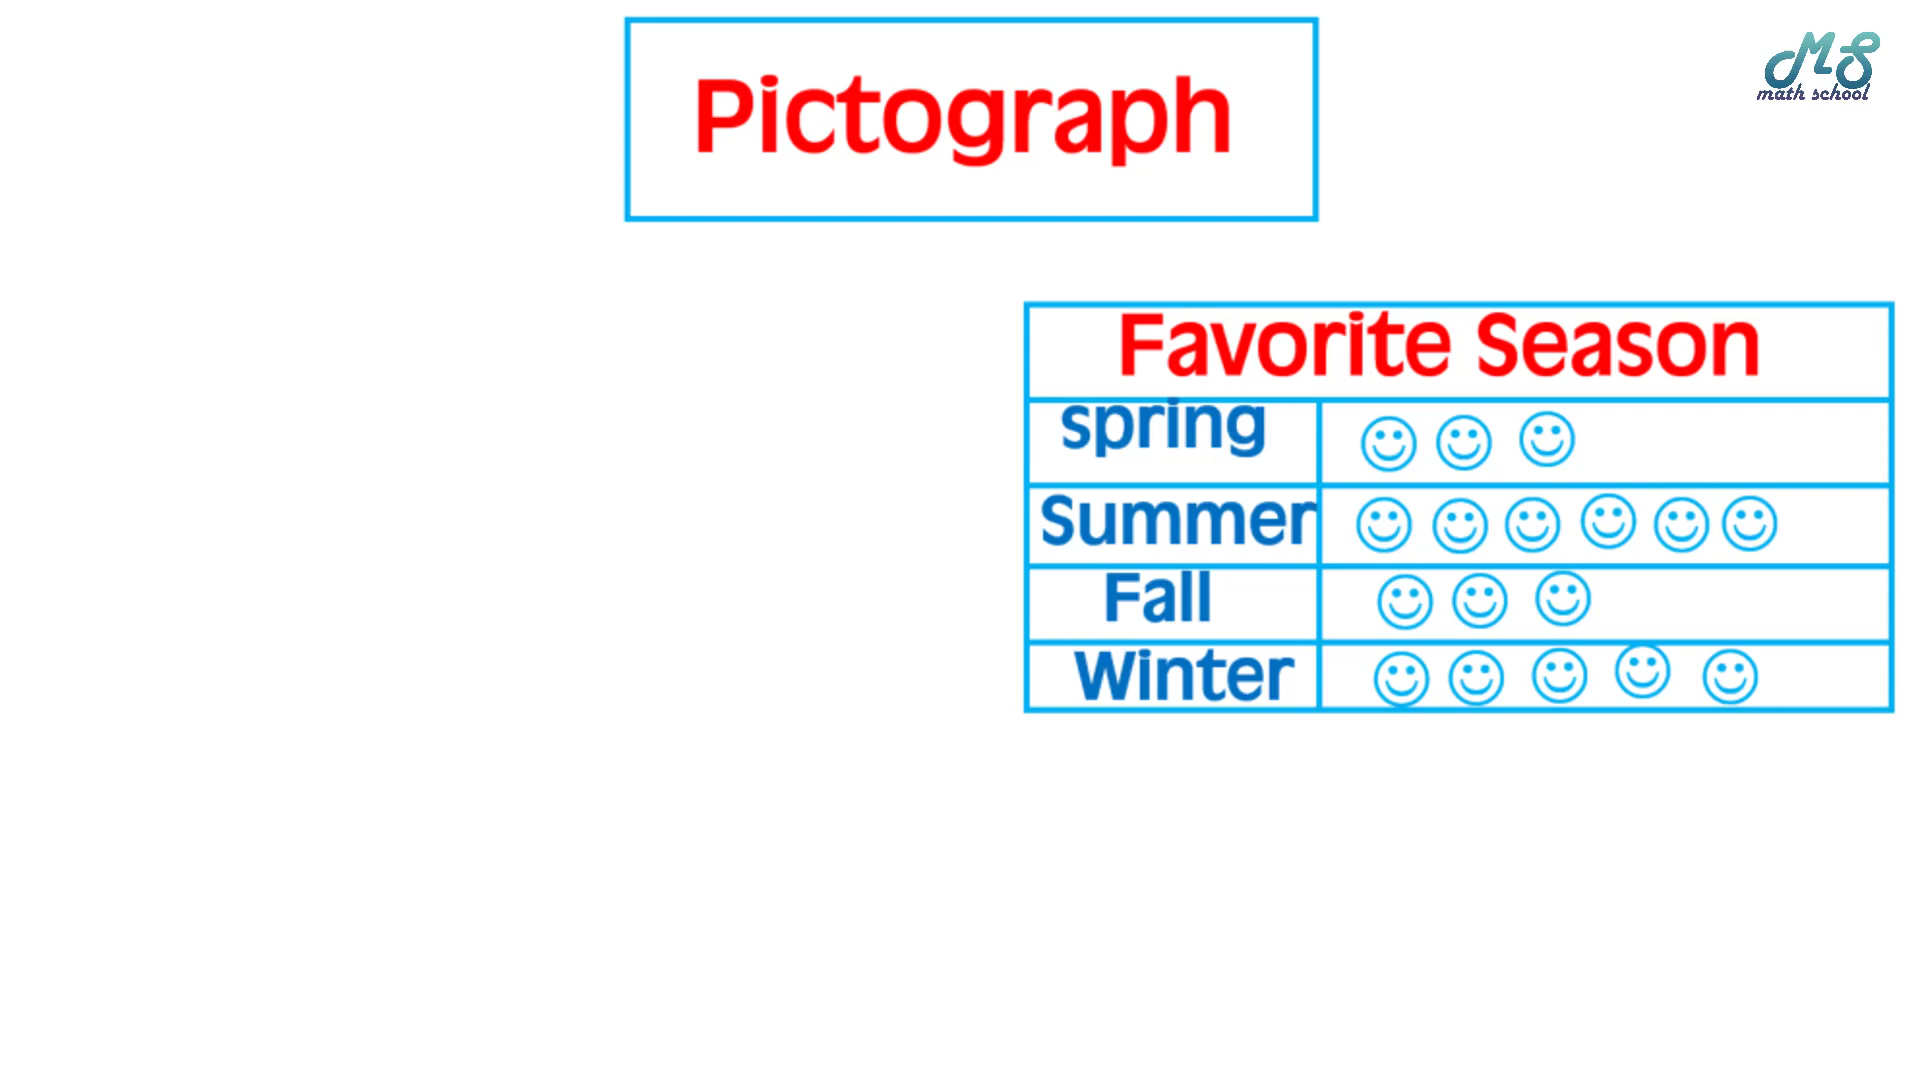 Pictograph
MS
math school
Favorite Season
spring
Summer
Fall
Winter